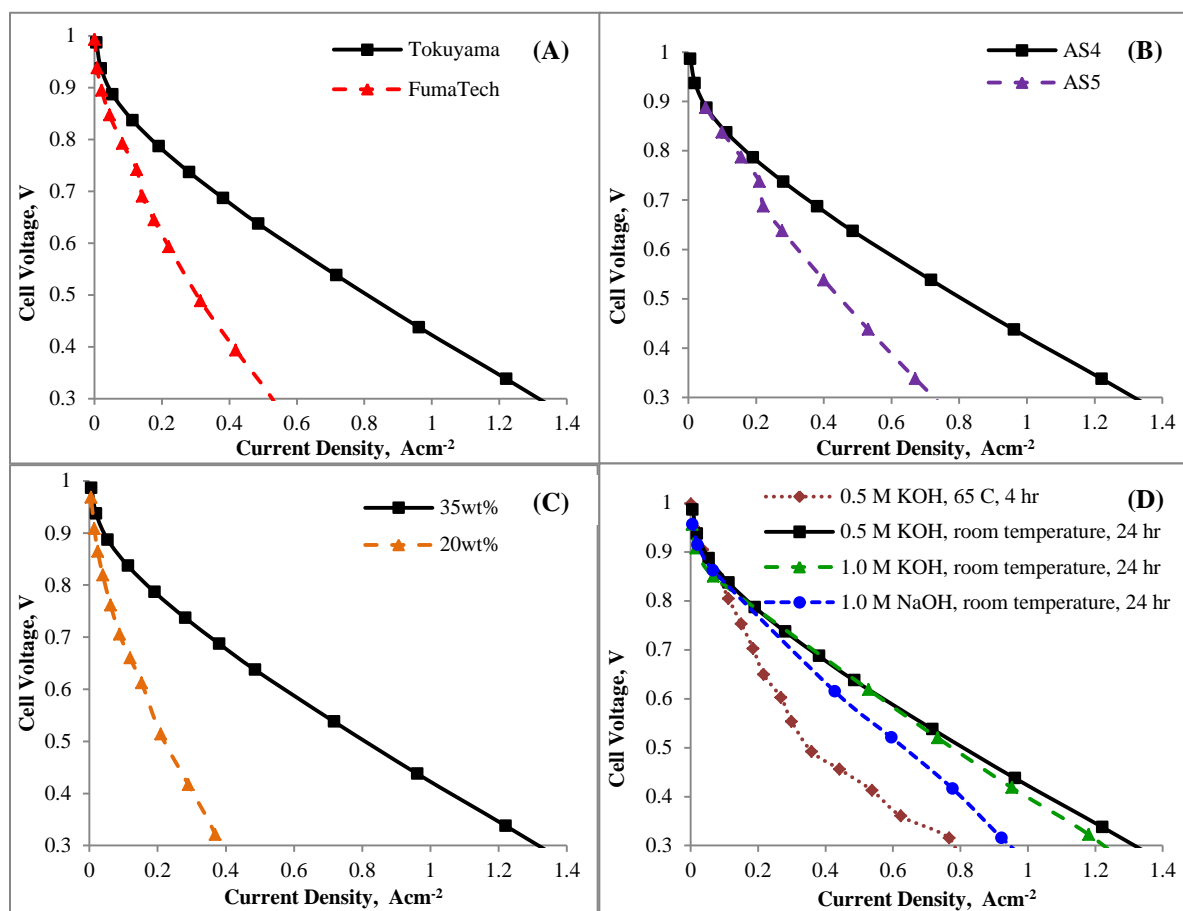 (A)
Tokuyama
FumaTech
Cell Voltage, V
1
0.9
0.8
0.7
0.6
0.5
0.4
0.3
0 0.2 0.4 0.6 0.8 1 1.2 1.4
Current Density, Acm-2
(B)
AS4
AS5
Cell Voltage, V
1
0.9
0.8
0.7
0.6
0.5
0.4
0.3
0 0.2 0.4 0.6 0.8 1 1.2 1.4
Current Density, Acm-2
(C)
35wt%
20wt%
Cell Voltage, V
1
0.9
0.8
0.7
0.6
0.5
0.4
0.3
0 0.2 0.4 0.6 0.8 1 1.2 1.4
Current Density, Acm-2
(D)
0.5 M KOH, 65 C, 4 hr
0.5 M KOH, room temperature, 24 hr
1.0 M KOH, room temperature, 24 hr
1.0 M NaOH, room temperature, 24 hr
Cell Voltage, V
1
0.9
0.8
0.7
0.6
0.5
0.4
0.3
0 0.2 0.4 0.6 0.8 1 1.2 1.4
Current Density, Acm-2